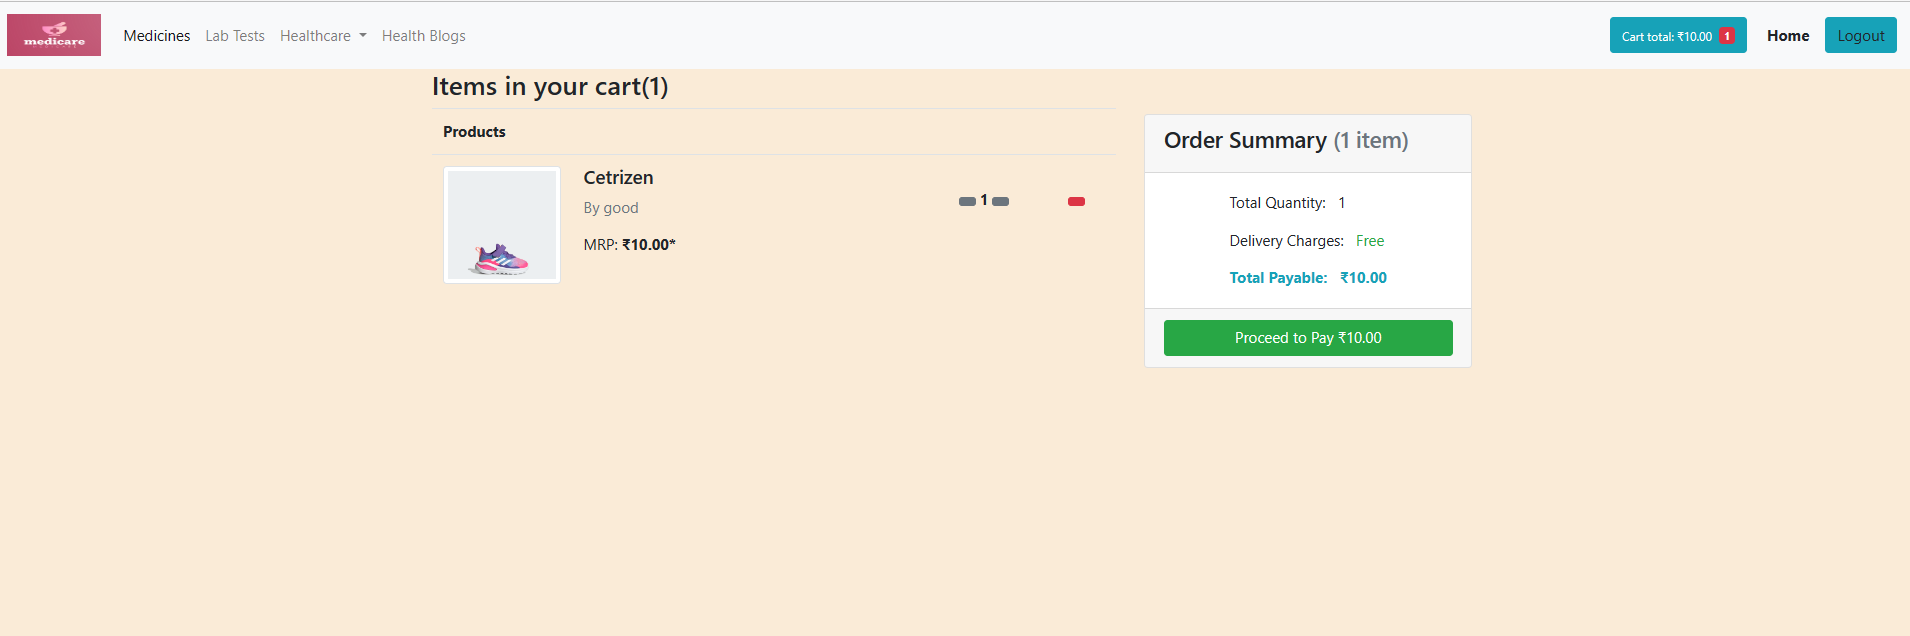 medicare
Medicines Lab Tests Healthcare Health Blogs
Cart total: ₹10.00 1 Home Logout
Items in your cart(1)
Products
Cetrizen
By good
MRP: ₹10.00*
1
Order Summary (1 item)
Total Quantity: 1
Delivery Charges: Free
Total Payable: ₹10.00
Proceed to Pay ₹10.00